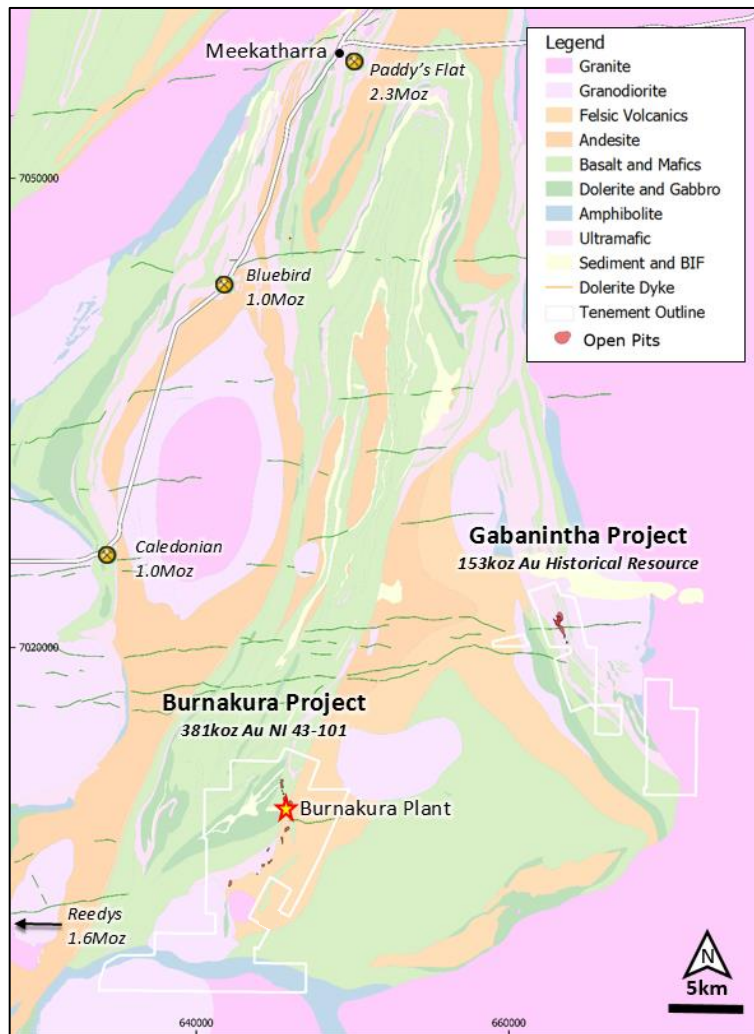 Meekatharra
Paddy's Flat
2.3Moz
Legend
Granite
Granodiorite
Felsic Volcanics
Andesite
Basalt and Mafics
Dolerite and Gabbro
Amphibolite
Ultramafic
Sediment and BIF
Dolerite Dyke
Tenement Outline
Open Pits
7050000
Bluebird
1.0Moz
Caledonian
1.0Moz
Gabanintha Project
153koz Au Historical Resource
7020000
Burnakura Project
381koz Au NI 43-101
Burnakura Plant
Reedys
1.6Moz
N
5km
640000
660000